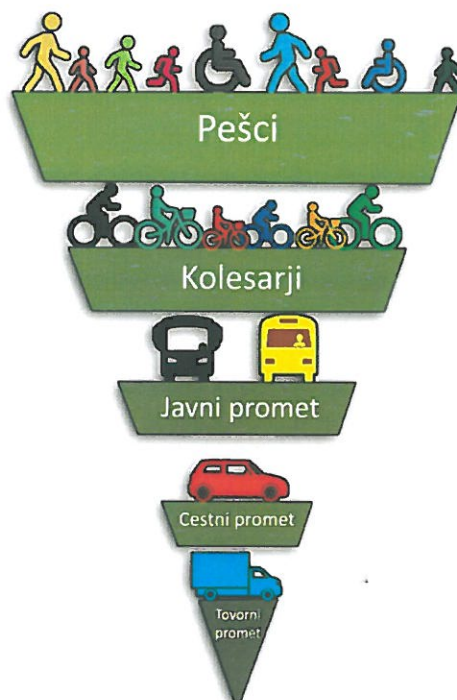 Pešci
Kolesarji
Javni promet
Cestni promet
Tovorni
promet